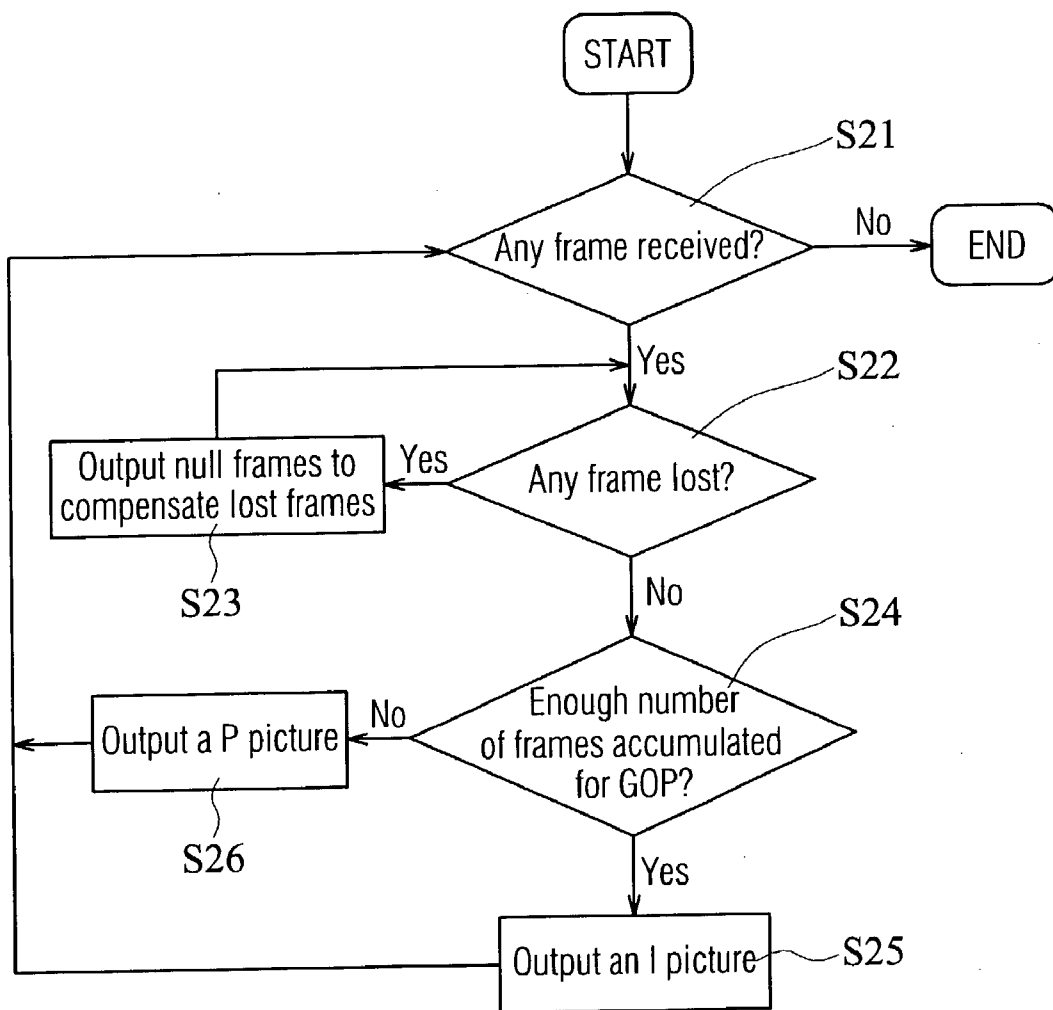 START
S21
Any frame received?
No
END
Yes
S22
Any frame lost?
Yes
Output null frames to
compensate lost frames
S23
No
S24
Enough number
of frames accumulated
for GOP?
No
Output a P picture
S26
Yes
Output an I picture
S25